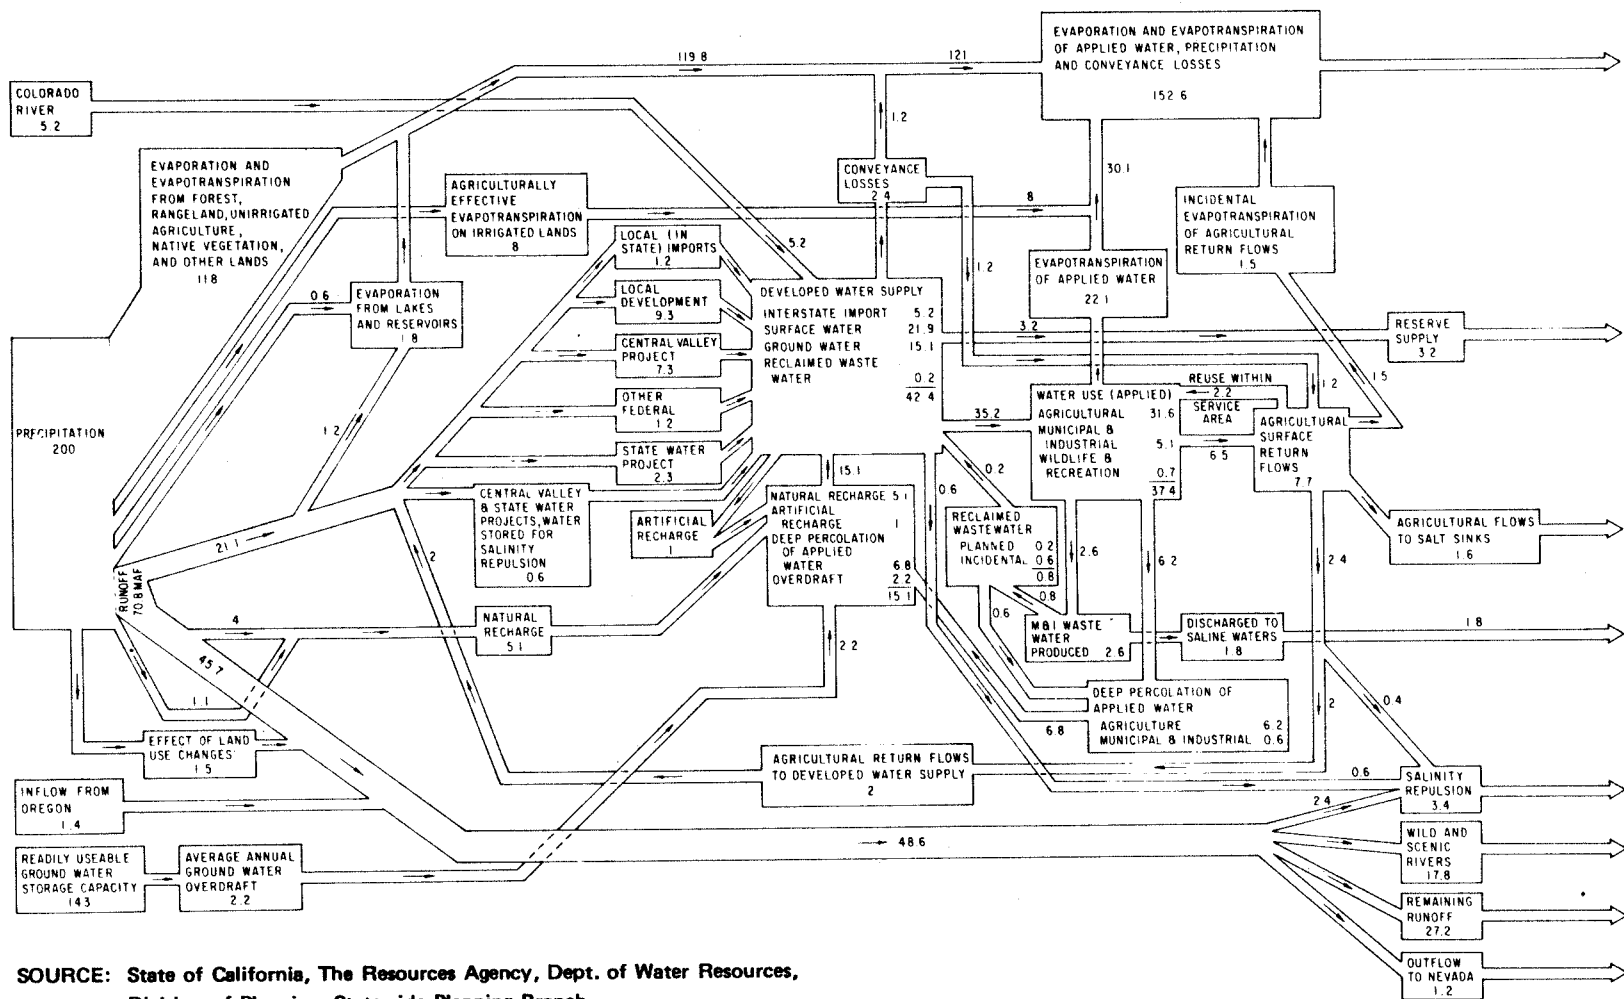 COLORADO
RIVER
5.2
EVAPORATION AND
EVAPOTRANSPIRATION
FROM FOREST,
RANGELAND, UNIRRIGATED
AGRICULTURE,
NATIVE VEGETATION,
AND OTHER LANDS
118
PRECIPITATION
200
119.8
121
EVAPORATION AND EVAPOTRANSPIRATION
OF APPLIED WATER, PRECIPITATION
AND CONVEYANCE LOSSES
152.6
0.6
EVAPORATION
FROM LAKES
AND RESERVOIRS
1.8
1.2
AGRICULTURALLY
EFFECTIVE
EVAPOTRANSPIRATION
ON IRRIGATED LANDS
8
8
5.2
CONVEYANCE
LOSSES
2.4
1.2
1.2
1.2
30.1
EVAPOTRANSPIRATION
OF APPLIED WATER
22.1
INCIDENTAL
EVAPOTRANSPIRATION
OF AGRICULTURAL
RETURN FLOWS
1.5
1.5
LOCAL (IN
STATE) IMPORTS
1.2
LOCAL
DEVELOPMENT
9.3
CENTRAL VALLEY
PROJECT
7.3
OTHER
FEDERAL
1.2
STATE WATER
PROJECT
2.3
CENTRAL VALLEY
& STATE WATER
PROJECTS, WATER
STORED FOR
SALINITY
REPULSION
0.6
DEVELOPED WATER SUPPLY
INTERSTATE IMPORT 5.2
SURFACE WATER 21.9
GROUND WATER 15.1
RECLAIMED WASTE
WATER 0.2
42.4
3.2
RESERVE
SUPPLY
3.2
35.2
WATER USE (APPLIED)
AGRICULTURAL 31.6
MUNICIPAL &
INDUSTRIAL 5.1
WILDLIFE &
RECREATION 0.7
37.4
REUSE WITHIN
2.2
SERVICE
AREA
6.5
AGRICULTURAL
SURFACE
RETURN
FLOWS
7.7
AGRICULTURAL FLOWS
TO SALT SINKS
1.6
RUNOFF
70.8 MAF
21.1
2
ARTIFICIAL
RECHARGE
1
15.1
NATURAL RECHARGE 5.1
ARTIFICIAL
RECHARGE 1
DEEP PERCOLATION
OF APPLIED
WATER 6.8
OVERDRAFT 2.2
15.1
0.6
0.2
RECLAIMED
WASTEWATER
PLANNED 0.2
INCIDENTAL 0.6
0.8
0.8
0.6
2.6
6.2
2.4
M&I WASTE
WATER
PRODUCED 2.6
DISCHARGED TO
SALINE WATERS
1.8
1.8
4
NATURAL
RECHARGE
5.1
2.2
45.7
1.1
DEEP PERCOLATION OF
APPLIED WATER
AGRICULTURE 6.2
MUNICIPAL & INDUSTRIAL 0.6
6.8
2
0.4
EFFECT OF LAND
USE CHANGES
1.5
AGRICULTURAL RETURN FLOWS
TO DEVELOPED WATER SUPPLY
2
0.6
SALINITY
REPULSION
3.4
2.4
INFLOW FROM
OREGON
1.4
48.6
WILD AND
SCENIC
RIVERS
17.8
READILY USEABLE
GROUND WATER
STORAGE CAPACITY
143
AVERAGE ANNUAL
GROUND WATER
OVERDRAFT
2.2
REMAINING
RUNOFF
27.2
OUTFLOW
TO NEVADA
1.2
SOURCE: State of California, The Resources Agency, Dept. of Water Resources,
Division of Planning, Statewide Planning Branch